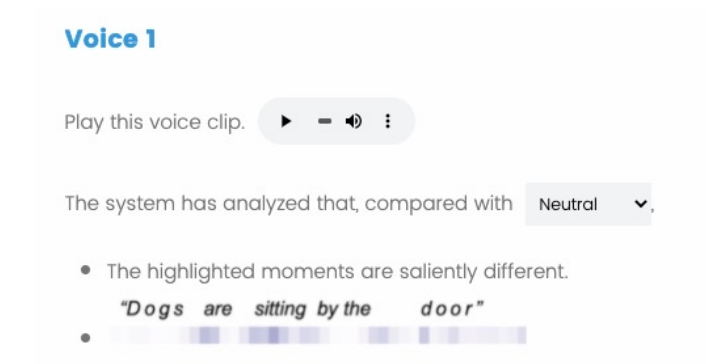 Voice 1
Play this voice clip.
The system has analyzed that, compared with Neutral,
The highlighted moments are saliently different.
"Dogs are sitting by the door"